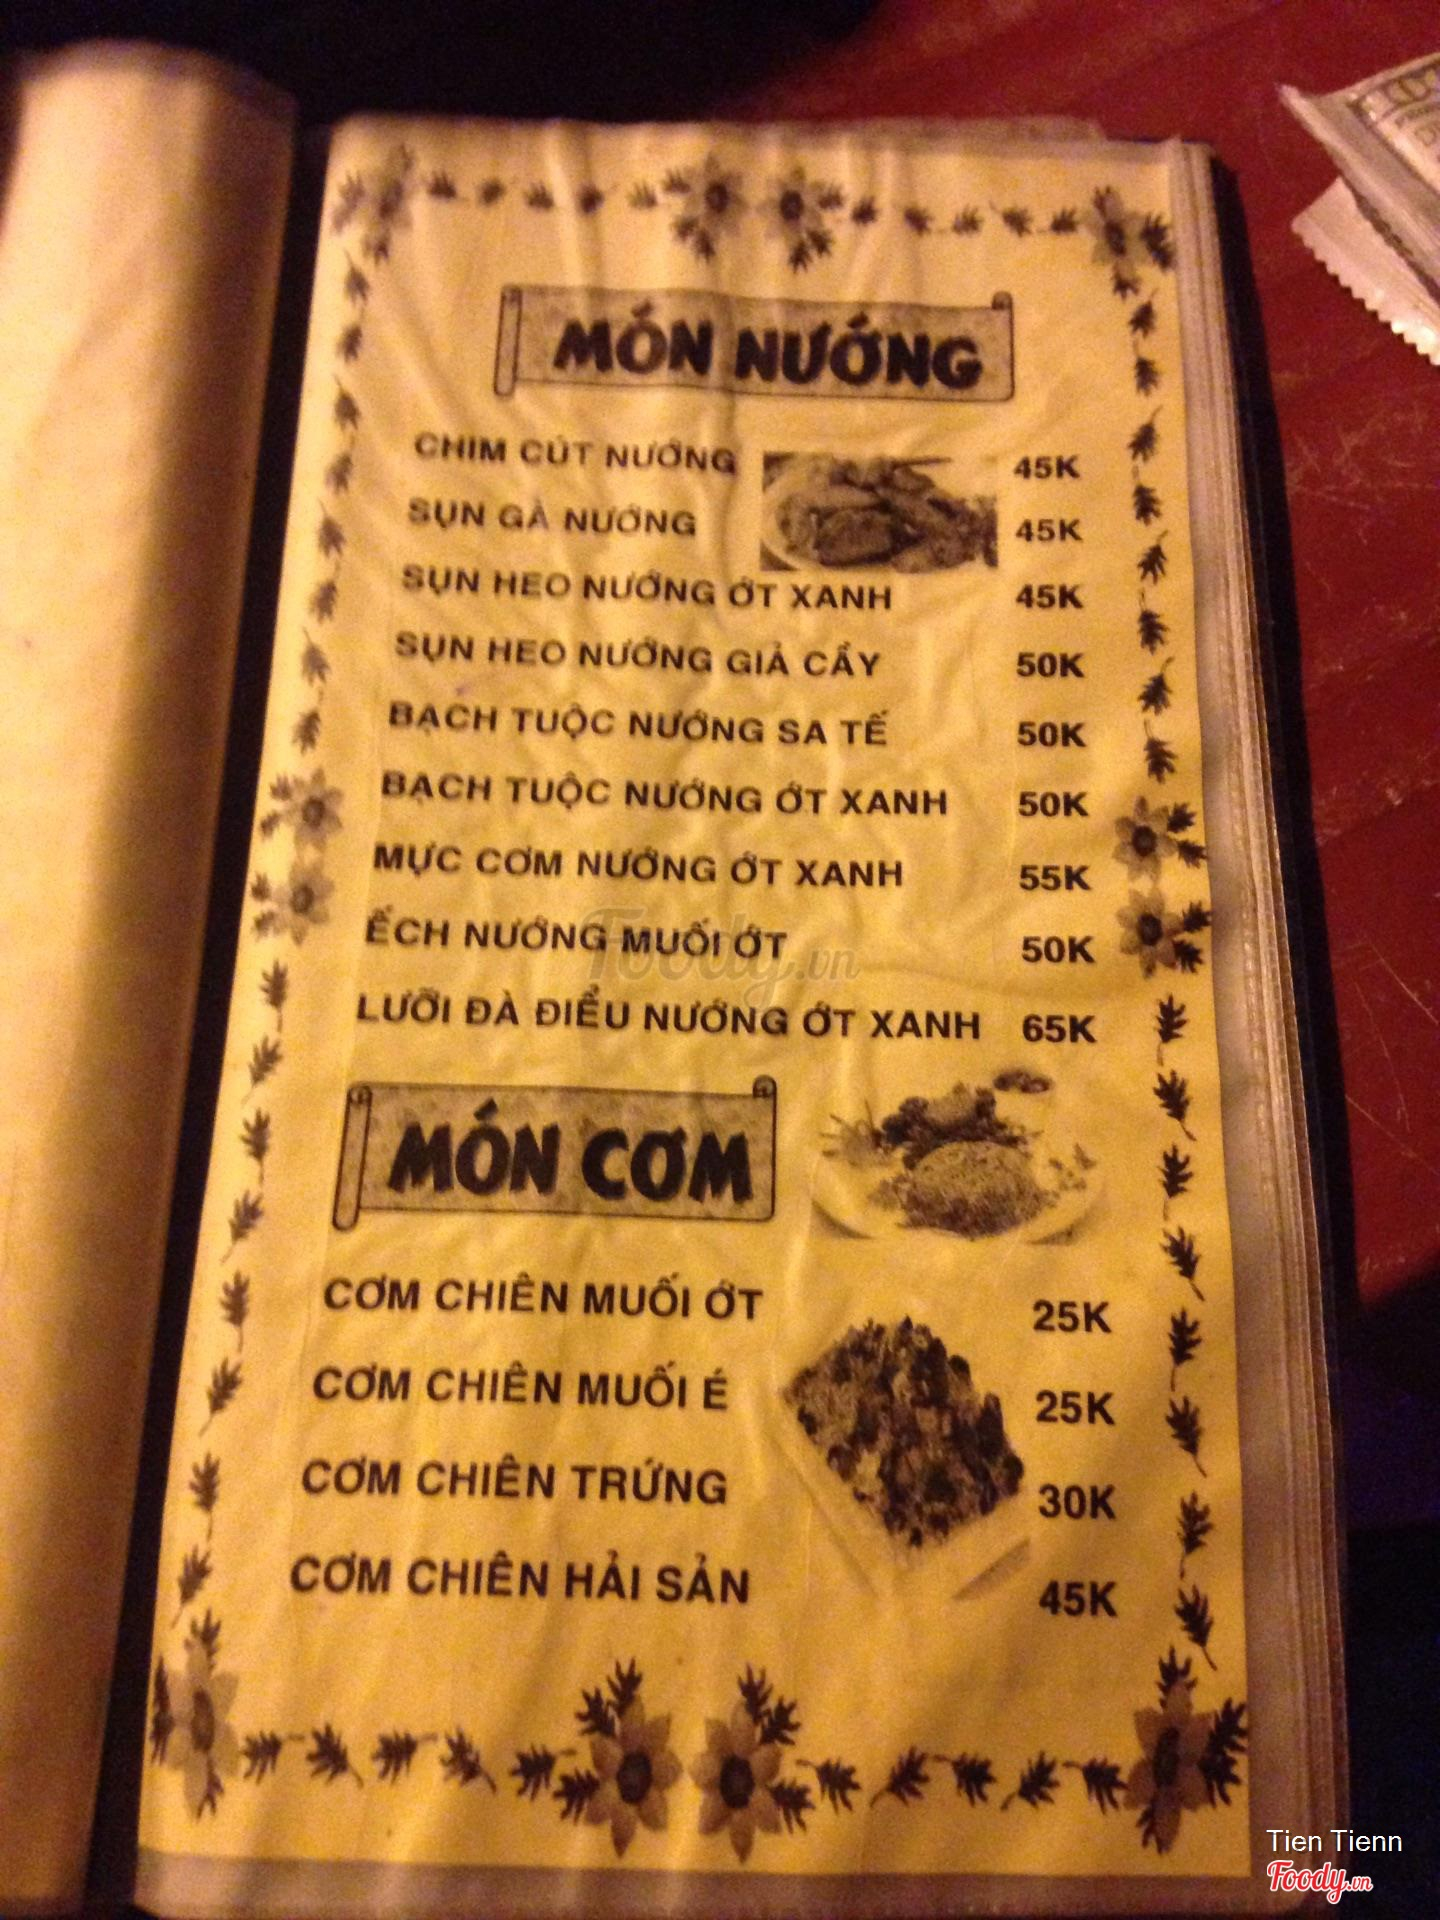 MÓN NƯỚNG
CHIM CÚT NƯỚNG 45K
SỤN GÀ NƯỚNG 45K
SỤN HEO NƯỚNG ỚT XANH 45K
SỤN HEO NƯỚNG GIẢ CẦY 50K
BẠCH TUỘC NƯỚNG SA TẾ 50K
BẠCH TUỘC NƯỚNG ỚT XANH 50K
MỰC CƠM NƯỚNG ỚT XANH 55K
ẾCH NƯỚNG MUỐI ỚT 50K
Foody.vn
LƯỠI ĐÀ ĐIỂU NƯỚNG ỚT XANH 65K
MÓN CƠM
CƠM CHIÊN MUỐI ỚT 25K
CƠM CHIÊN MUỐI É 25K
CƠM CHIÊN TRỨNG 30K
CƠM CHIÊN HẢI SẢN 45K
Tien Tienn
Foody.vn